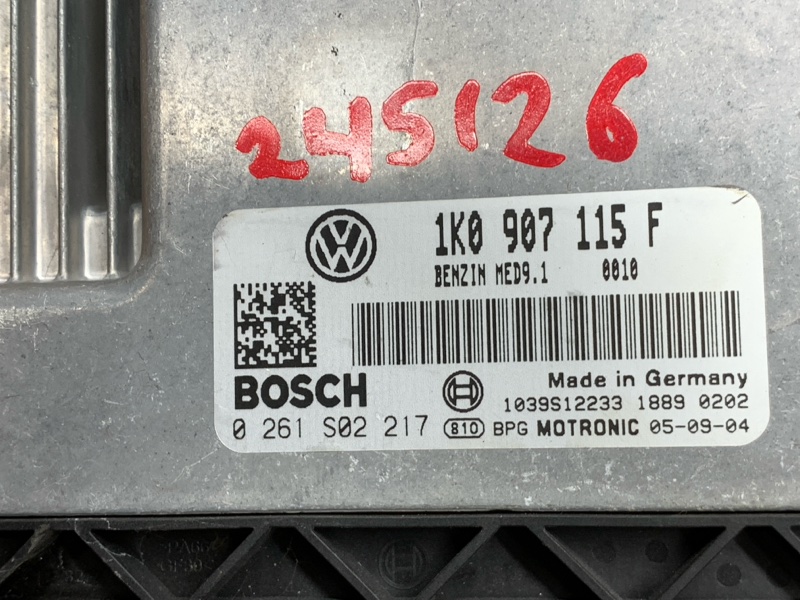 245126
1K0 907 115 F
BENZIN MED9.1 0010
BOSCH
Made in Germany
1039S12233 1889 0202
0 261 S02 217 810 BPG MOTRONIC 05-09-04